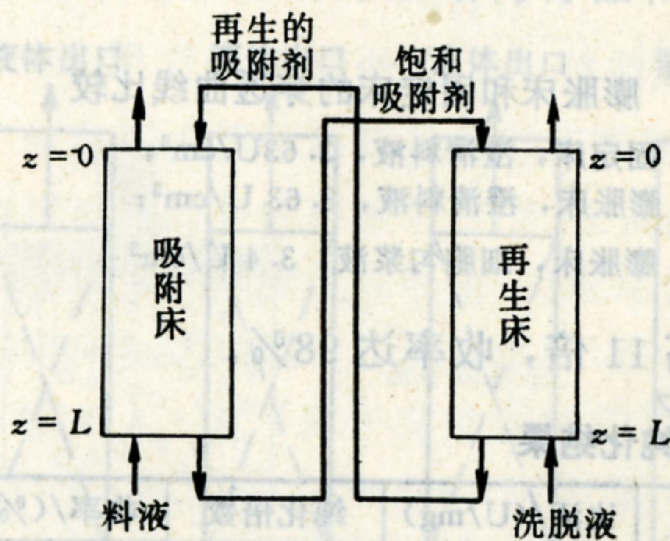 再生的
吸附剂
饱和
吸附剂
z = 0
z = 0
吸附床
再生床
z = L
z = L
料液
洗脱液